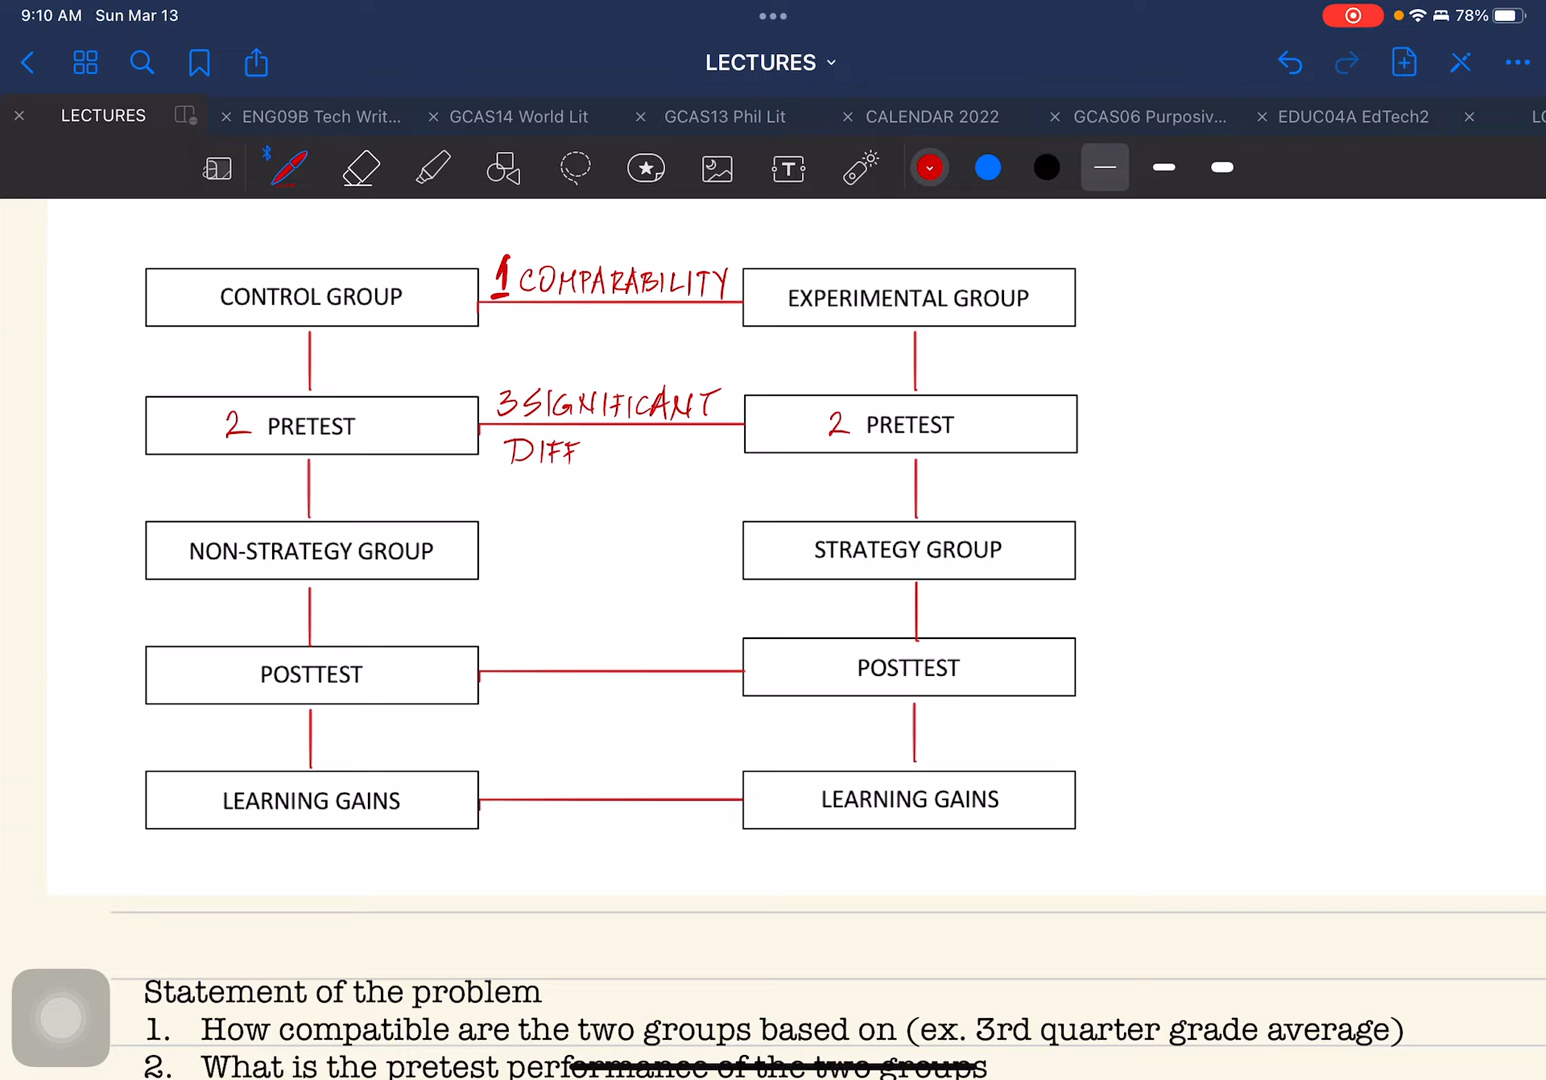 9:10 AM Sun Mar 13
78%
LECTURES
LECTURES
ENG09B Tech Writ...
GCAS14 World Lit
GCAS13 Phil Lit
CALENDAR 2022
GCAS06 Purposiv...
EDUC04A EdTech2
LO
T
CONTROL GROUP
1 COMPARABILITY
EXPERIMENTAL GROUP
2 PRETEST
3 SIGNIFICANT
DIFF
2 PRETEST
NON-STRATEGY GROUP
STRATEGY GROUP
POSTTEST
POSTTEST
LEARNING GAINS
LEARNING GAINS
Statement of the problem
1. How compatible are the two groups based on (ex. 3rd quarter grade average)
2. What is the pretest performance of the two groups